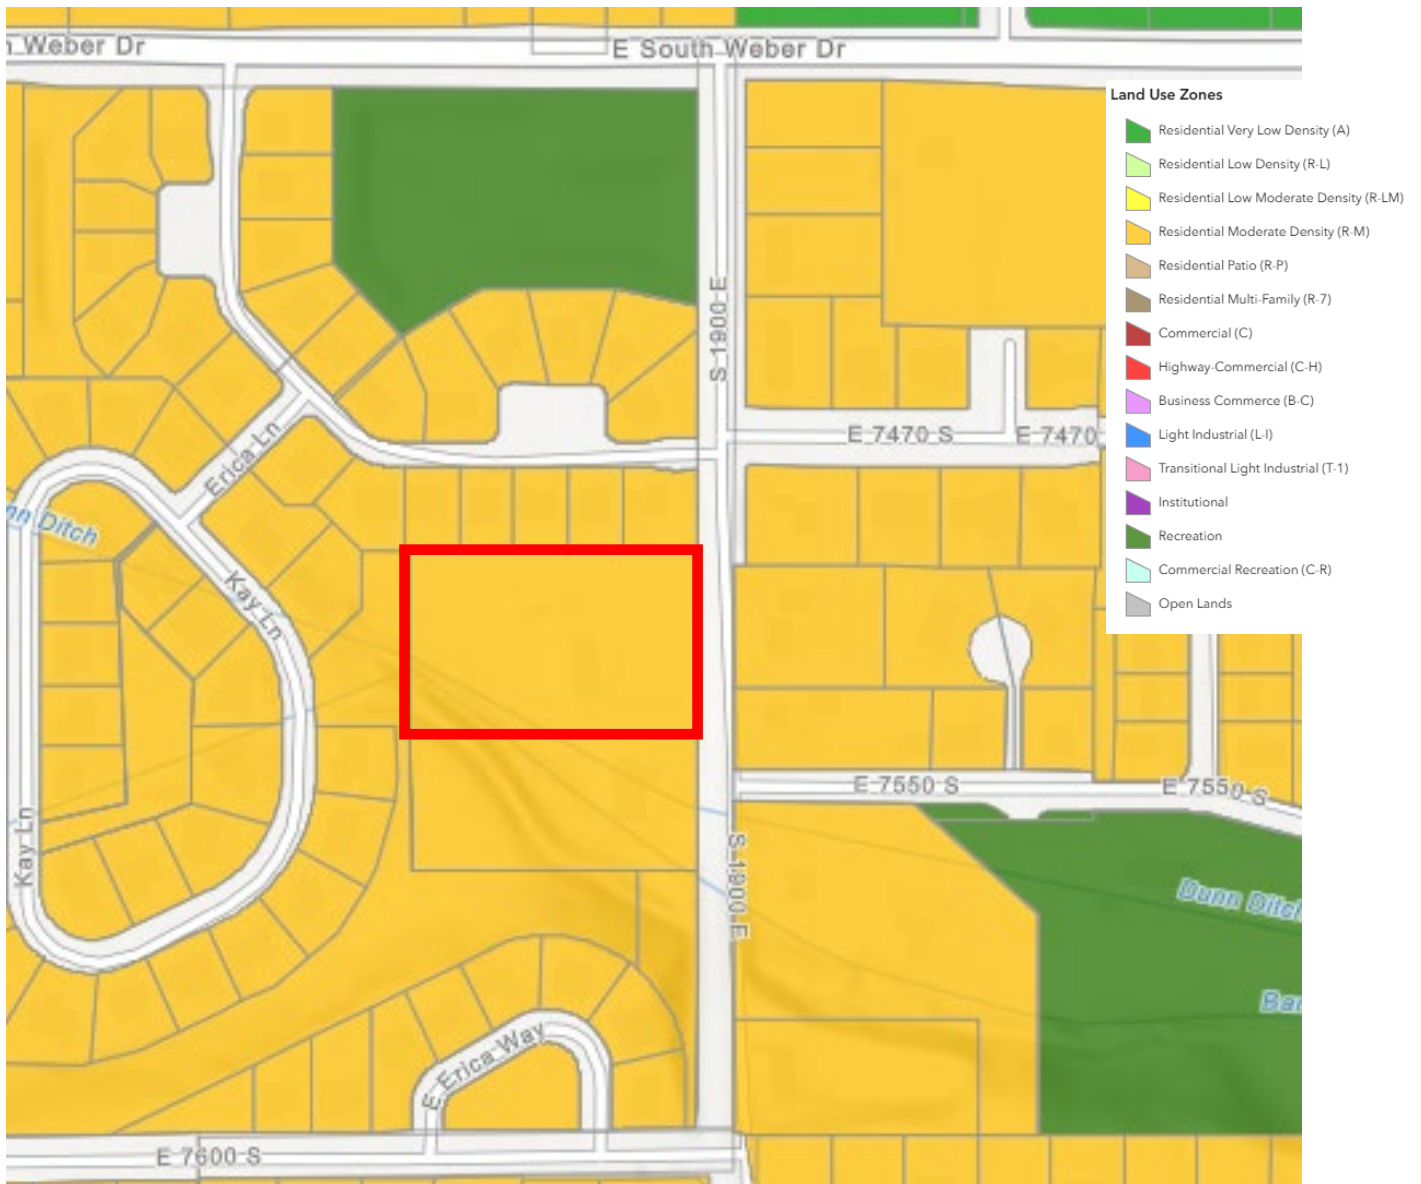 n Weber Dr
E South Weber Dr
Land Use Zones
Residential Very Low Density (A)
Residential Low Density (R-L)
Residential Low Moderate Density (R-LM)
Residential Moderate Density (R-M)
Residential Patio (R-P)
Residential Multi-Family (R-7)
Commercial (C)
Highway-Commercial (C-H)
Business Commerce (B-C)
Light Industrial (L-I)
Transitional Light Industrial (T-1)
Institutional
Recreation
Commercial Recreation (C-R)
Open Lands
S 1900 E
E 7470 S
E 7470
Erica Ln
nn Ditch
Kay Ln
E 7550 S
E 7550 S
Kay Ln
S 1900 E
Dunn Ditch
Ba
E Erica Way
E 7600 S